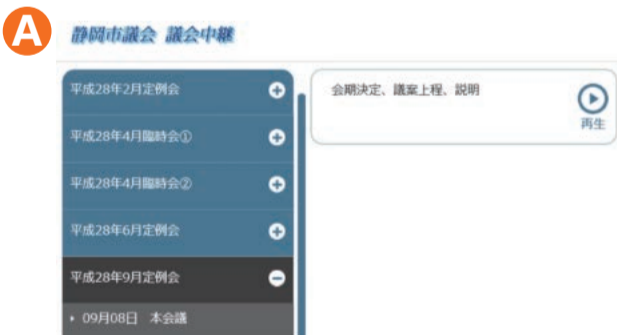 A
静岡市議会 議会中継
平成28年2月定例会
平成28年4月臨時会①
平成28年4月臨時会②
平成28年6月定例会
平成28年9月定例会
09月08日 本会議
会期決定、議案上程、説明
再生